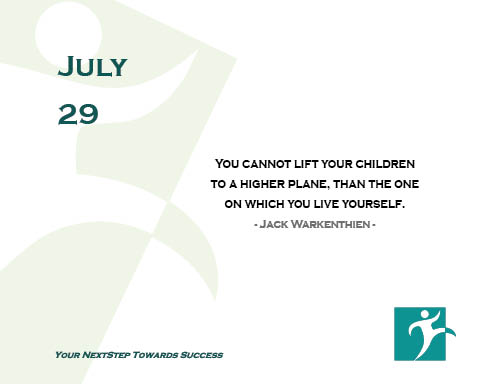 July
29
You cannot lift your children
to a higher plane, than the one
on which you live yourself.
- Jack Warkenthien -
Your NextStep Towards Success